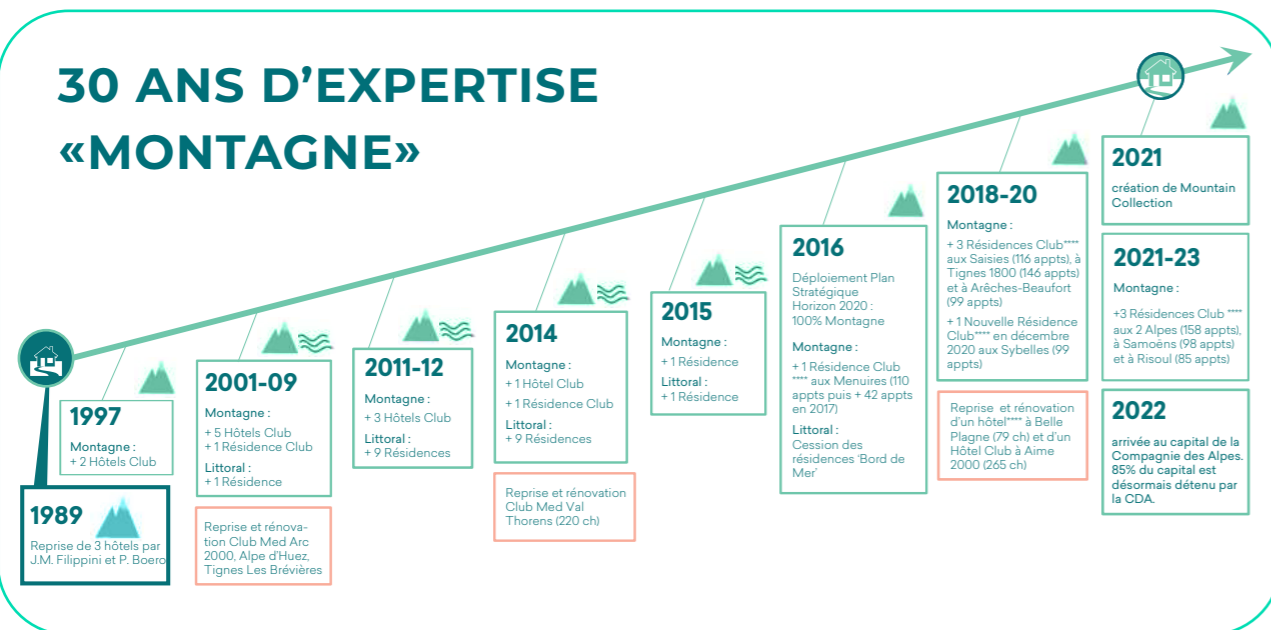 30 ANS D’EXPERTISE
«MONTAGNE»
1989
Reprise de 3 hôtels par
J.M. Filippini et P. Boero
1997
Montagne :
+ 2 Hôtels Club
2001-09
Montagne :
+ 5 Hôtels Club
+ 1 Résidence Club
Littoral :
+ 1 Résidence
Reprise et rénova-
tion Club Med Arc
2000, Alpe d’Huez,
Tignes Les Brévières
2011-12
Montagne :
+ 3 Hôtels Club
Littoral :
+ 9 Résidences
2014
Montagne :
+ 1 Hôtel Club
+ 1 Résidence Club
Littoral :
+ 9 Résidences
Reprise et rénovation
Club Med Val
Thorens (220 ch)
2015
Montagne :
+ 1 Résidence
Littoral :
+ 1 Résidence
2016
Déploiement Plan
Stratégique
Horizon 2020 :
100% Montagne
Montagne :
+ 1 Résidence Club
**** aux Menuires (110
appts puis + 42 appts
en 2017)
Littoral :
Cession des
résidences ‘Bord de
Mer’
2018-20
Montagne :
+ 3 Résidences Club****
aux Saisies (116 appts), à
Tignes 1800 (146 appts)
et à Arêches-Beaufort
(99 appts)
+ 1 Nouvelle Résidence
Club**** en décembre
2020 aux Sybelles (99
appts)
Reprise et rénovation
d’un hôtel**** à Belle
Plagne (79 ch) et d’un
Hôtel Club à Aime
2000 (265 ch)
2021
création de Mountain
Collection
2021-23
Montagne :
+3 Résidences Club ****
aux 2 Alpes (158 appts),
à Samoëns (98 appts)
et à Risoul (85 appts)
2022
arrivée au capital de la
Compagnie des Alpes.
85% du capital est
désormais détenu par
la CDA.